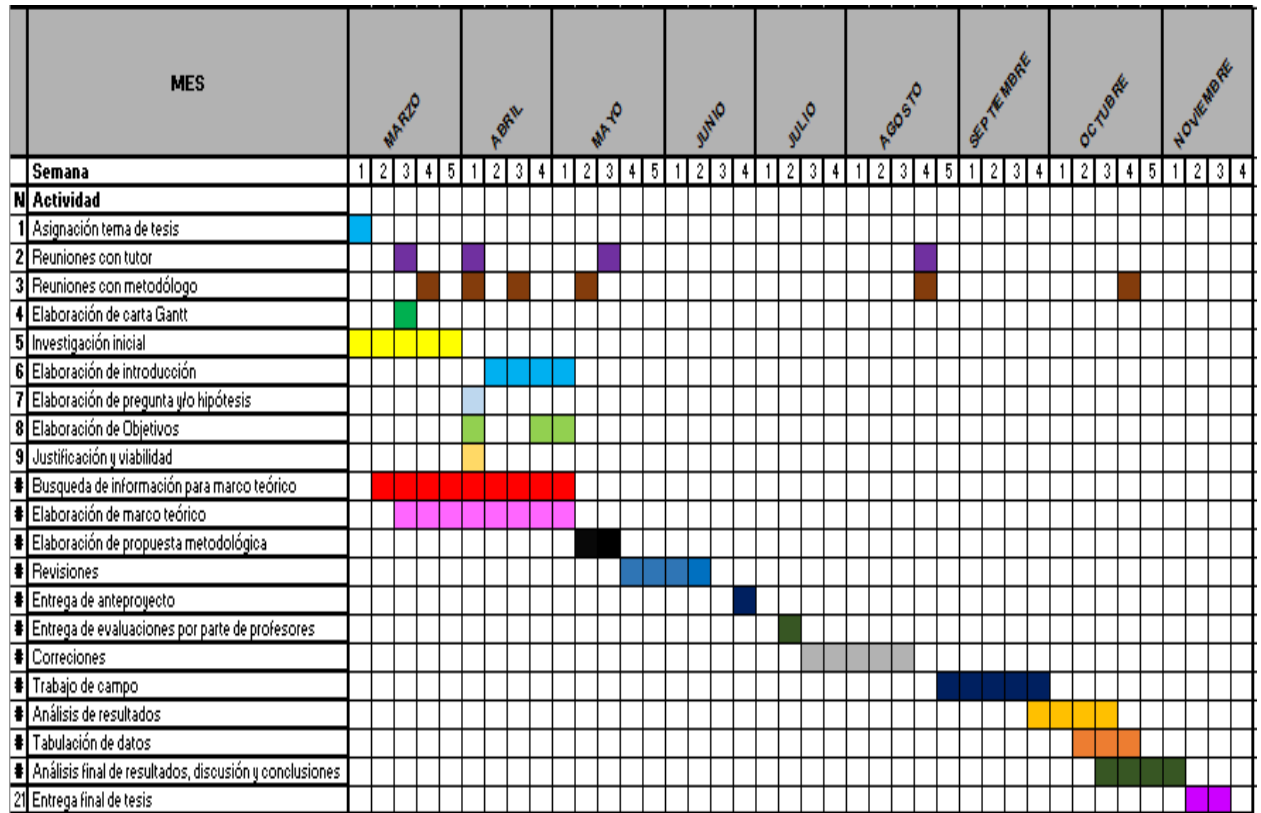 MES
MARZO ABRIL MAYO JUNIO JULIO AGOSTO SEPTIEMBRE OCTUBRE NOVIEMBRE
Semana 1 2 3 4 5 1 2 3 4 1 2 3 4 5 1 2 3 4 1 2 3 4 1 2 3 4 5 1 2 3 4 1 2 3 4 5 1 2 3 4
N Actividad
1 Asignación tema de tesis
2 Reuniones con tutor
3 Reuniones con metodólogo
4 Elaboración de carta Gantt
5 Investigación inicial
6 Elaboración de introducción
7 Elaboración de pregunta y/o hipótesis
8 Elaboración de Objetivos
9 Justificación y viabilidad
# Busqueda de información para marco teórico
# Elaboración de marco teórico
# Elaboración de propuesta metodológica
# Revisiones
# Entrega de anteproyecto
# Entrega de evaluaciones por parte de profesores
# Correciones
# Trabajo de campo
# Análisis de resultados
# Tabulación de datos
# Análisis final de resultados, discusión y conclusiones
21 Entrega final de tesis